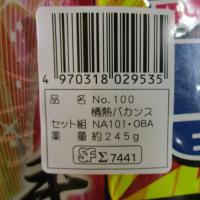 4 970318 029535
品 名 No.100
情熱バカンス
セット組 NA101・OBA
薬 量 約245g
SF Σ7441